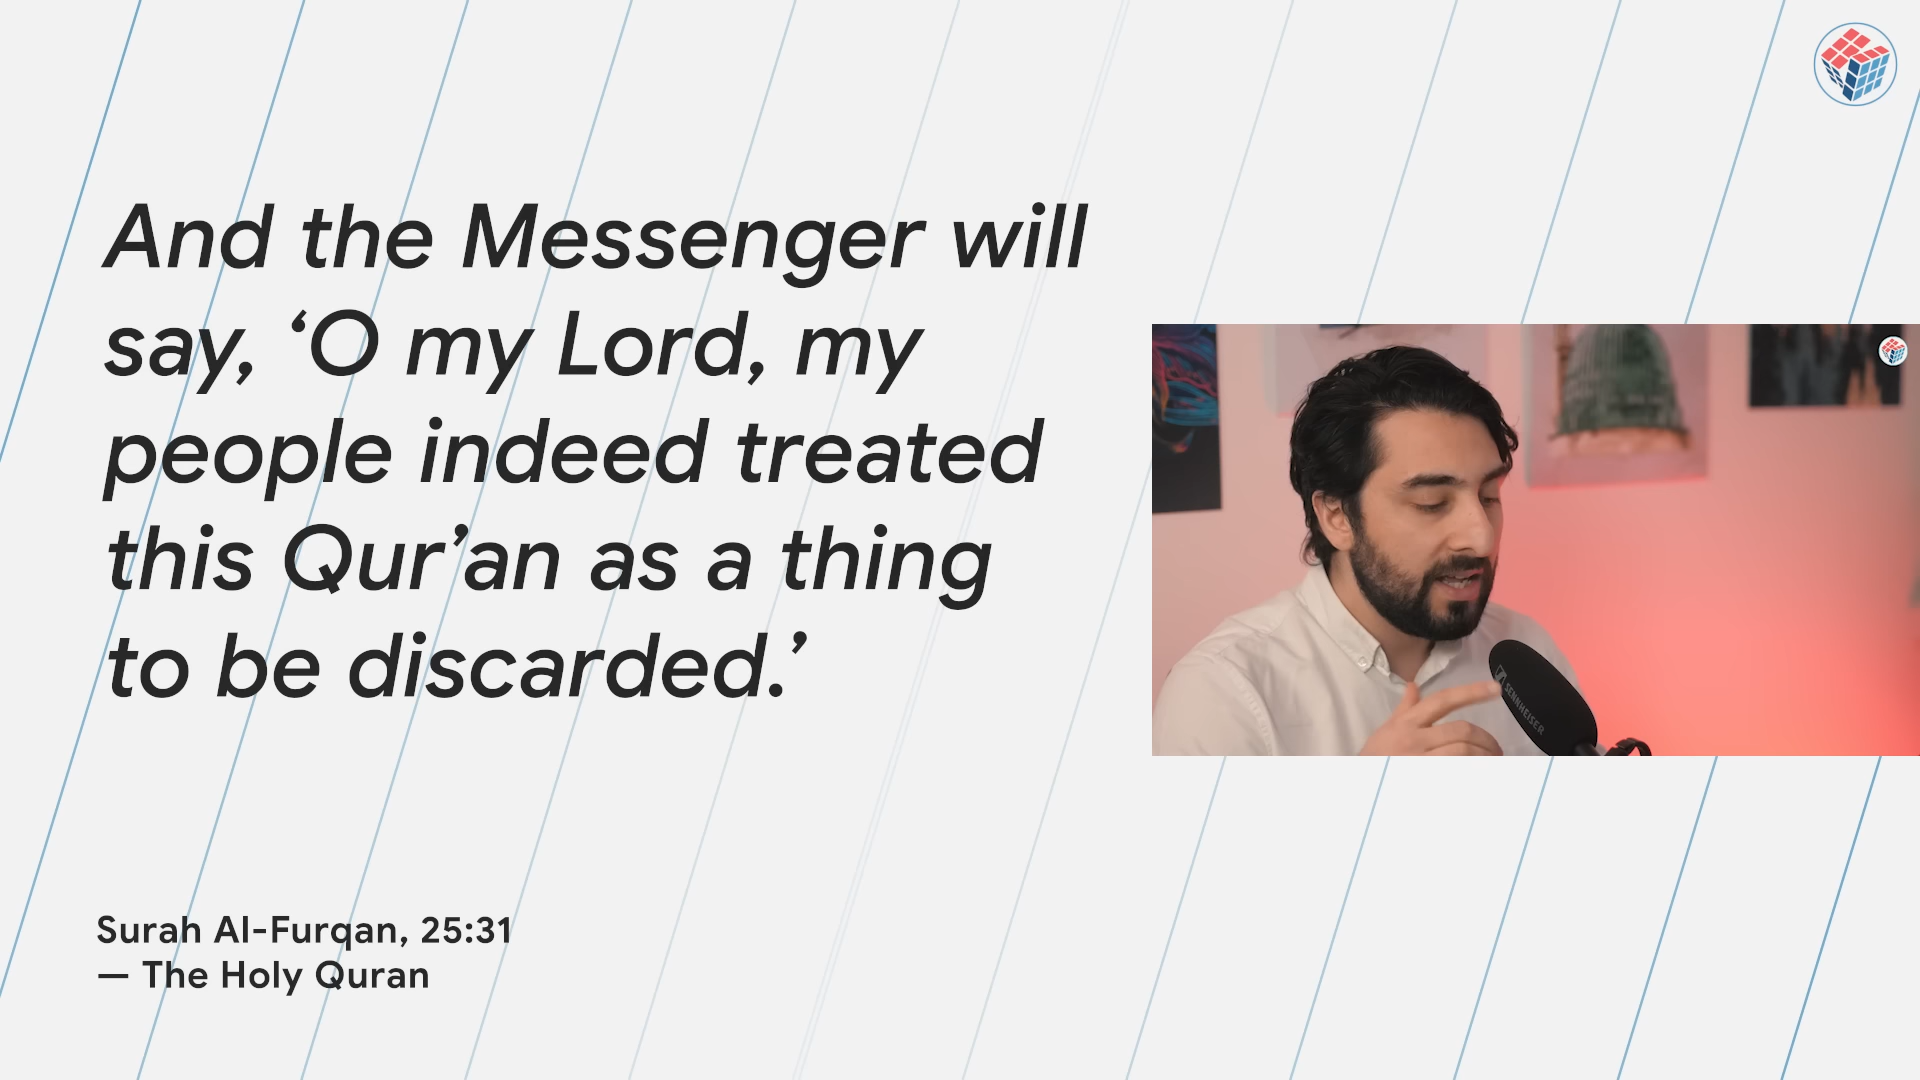 And the Messenger will
say, ‘O my Lord, my
people indeed treated
this Qur’an as a thing
to be discarded.’
SENNHEISER
Surah Al-Furqan, 25:31
— The Holy Quran